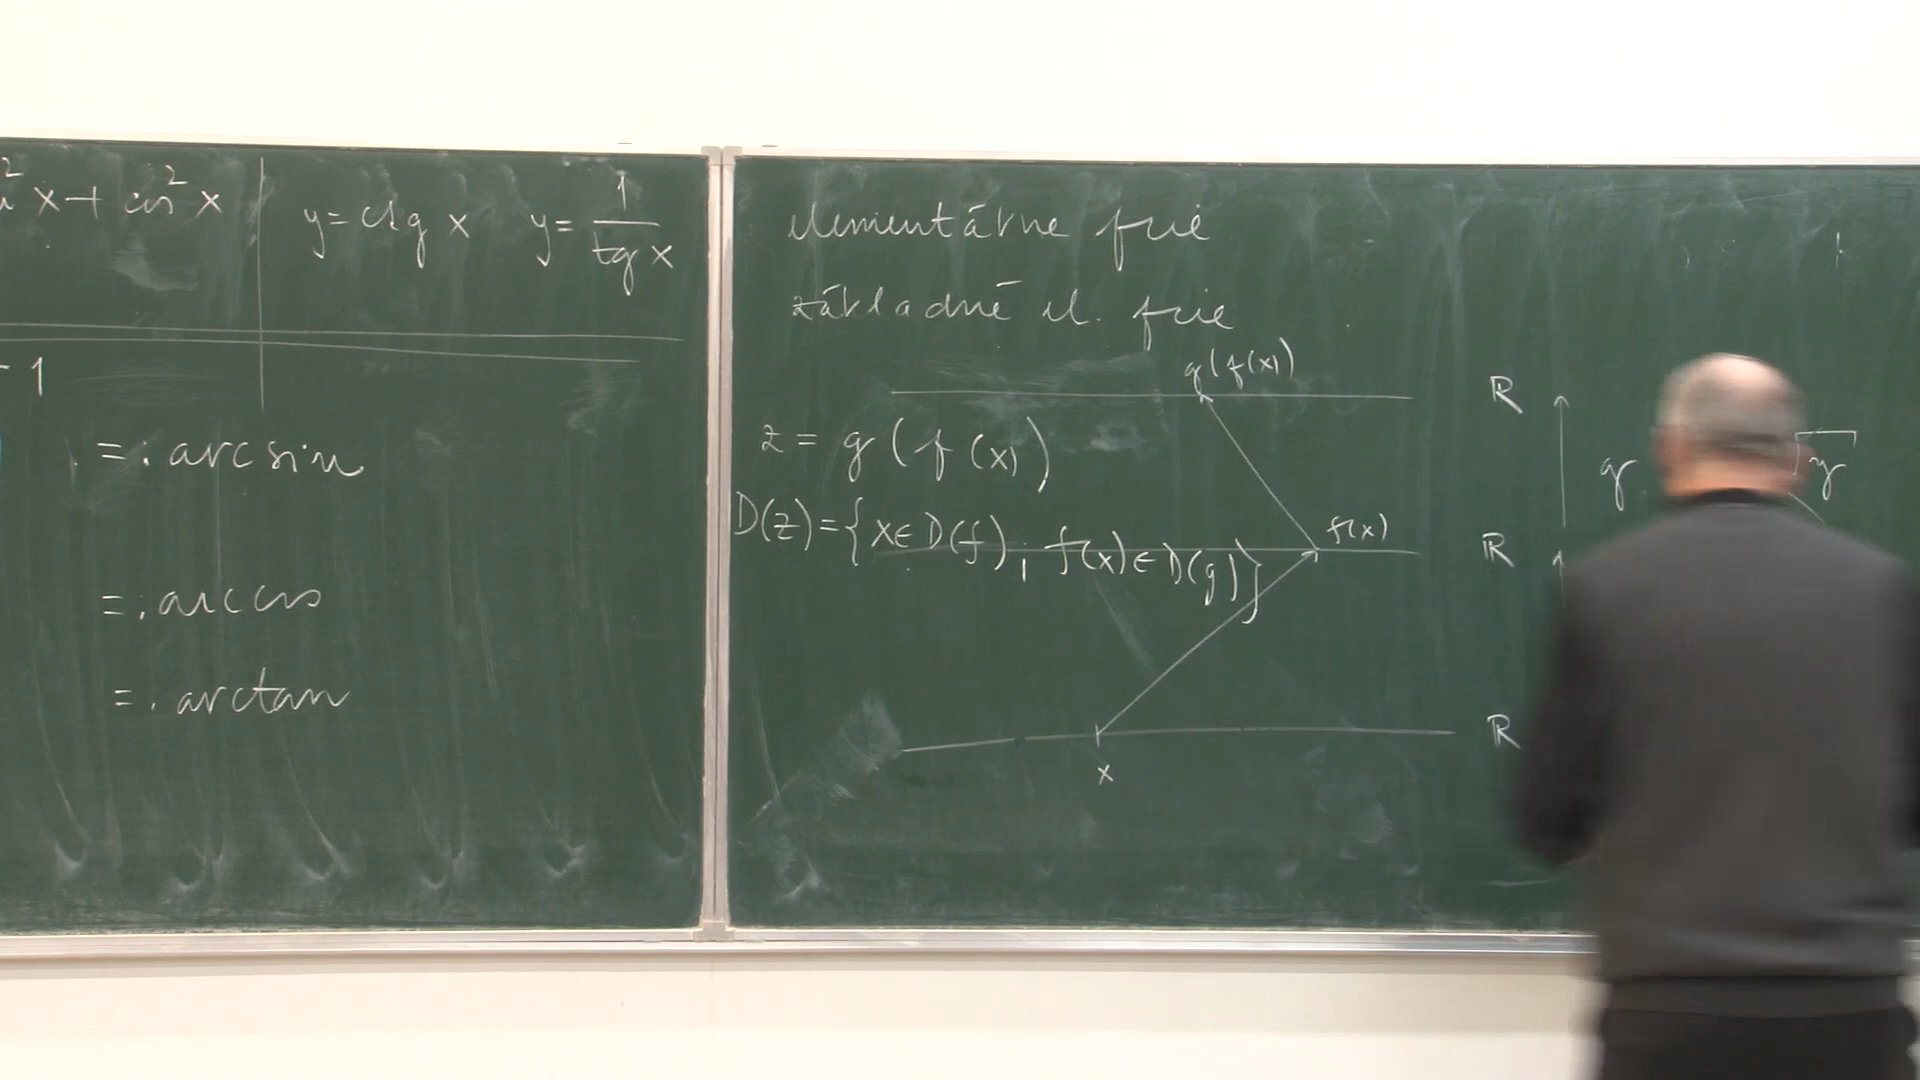 x + cos² x
y = ctg x y = 1 / tg x
- 1
=: arcsin
=: arccos
=: arctan
elementárne fcie
základné el. fcie
g(f(x))
R
z = g(f(x))
g
y
D(z) = {x ∈ D(f); f(x) ∈ D(g)}
f(x)
R
R
x